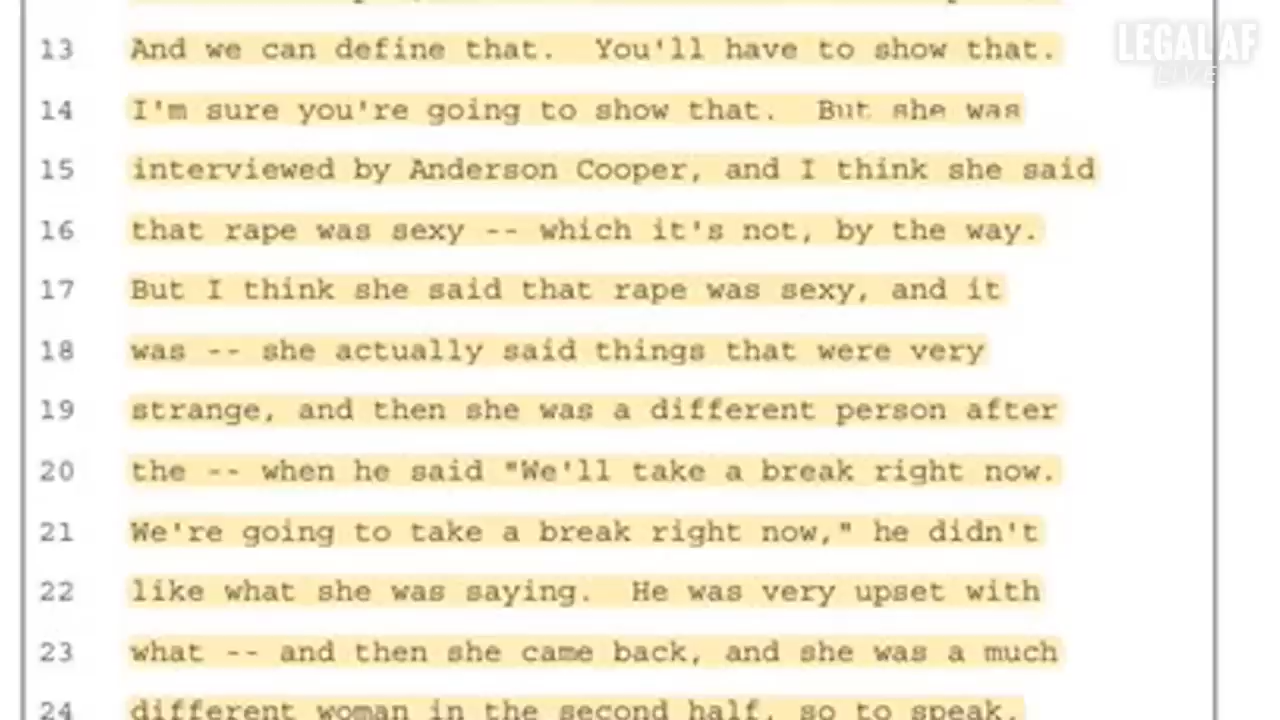 LEGAL AF
LIVE
13 And we can define that. You'll have to show that.
14 I'm sure you're going to show that. But she was
15 interviewed by Anderson Cooper, and I think she said
16 that rape was sexy -- which it's not, by the way.
17 But I think she said that rape was sexy, and it
18 was -- she actually said things that were very
19 strange, and then she was a different person after
20 the -- when he said "We'll take a break right now.
21 We're going to take a break right now," he didn't
22 like what she was saying. He was very upset with
23 what -- and then she came back, and she was a much
24 different woman in the second half, so to speak.